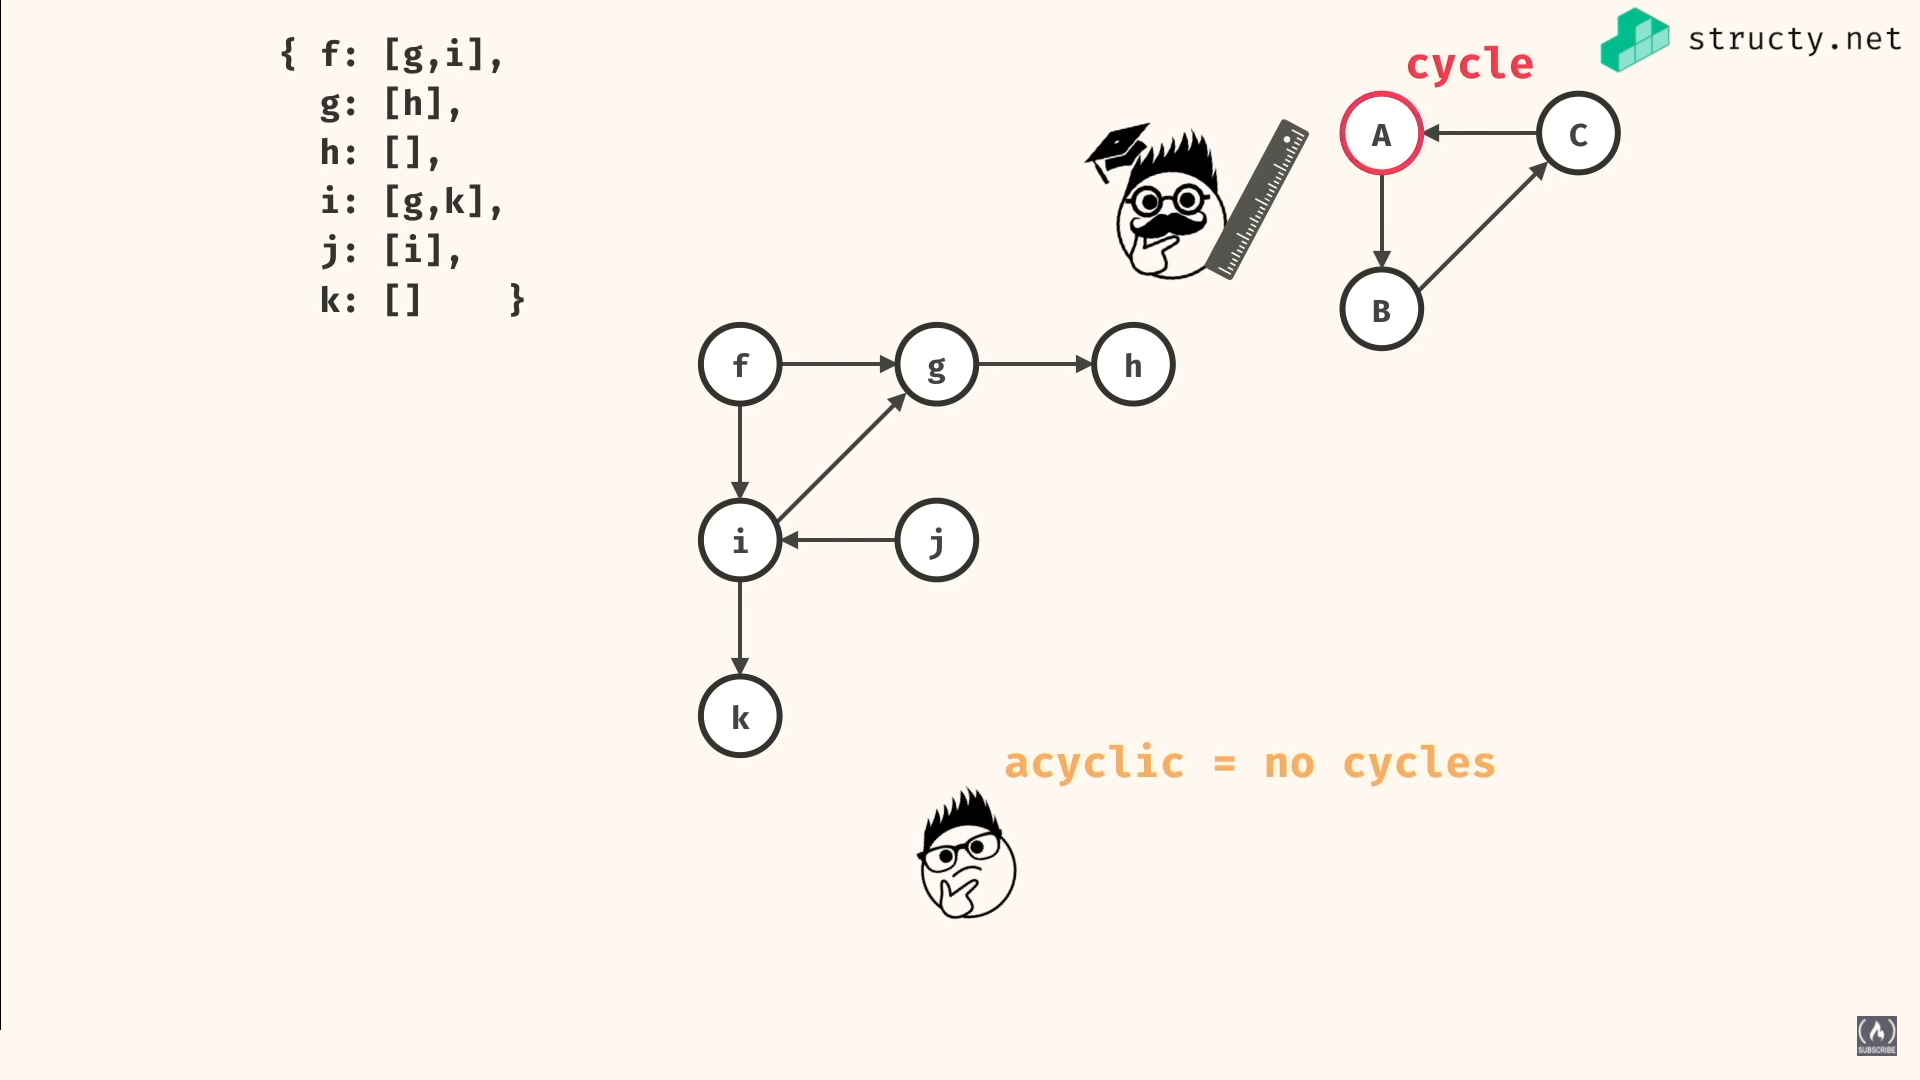 { f: [g,i],
g: [h],
h: [],
i: [g,k],
j: [i],
k: [] }
cycle
structy.net
A
C
B
f
g
h
i
j
k
acyclic = no cycles
SUBSCRIBE